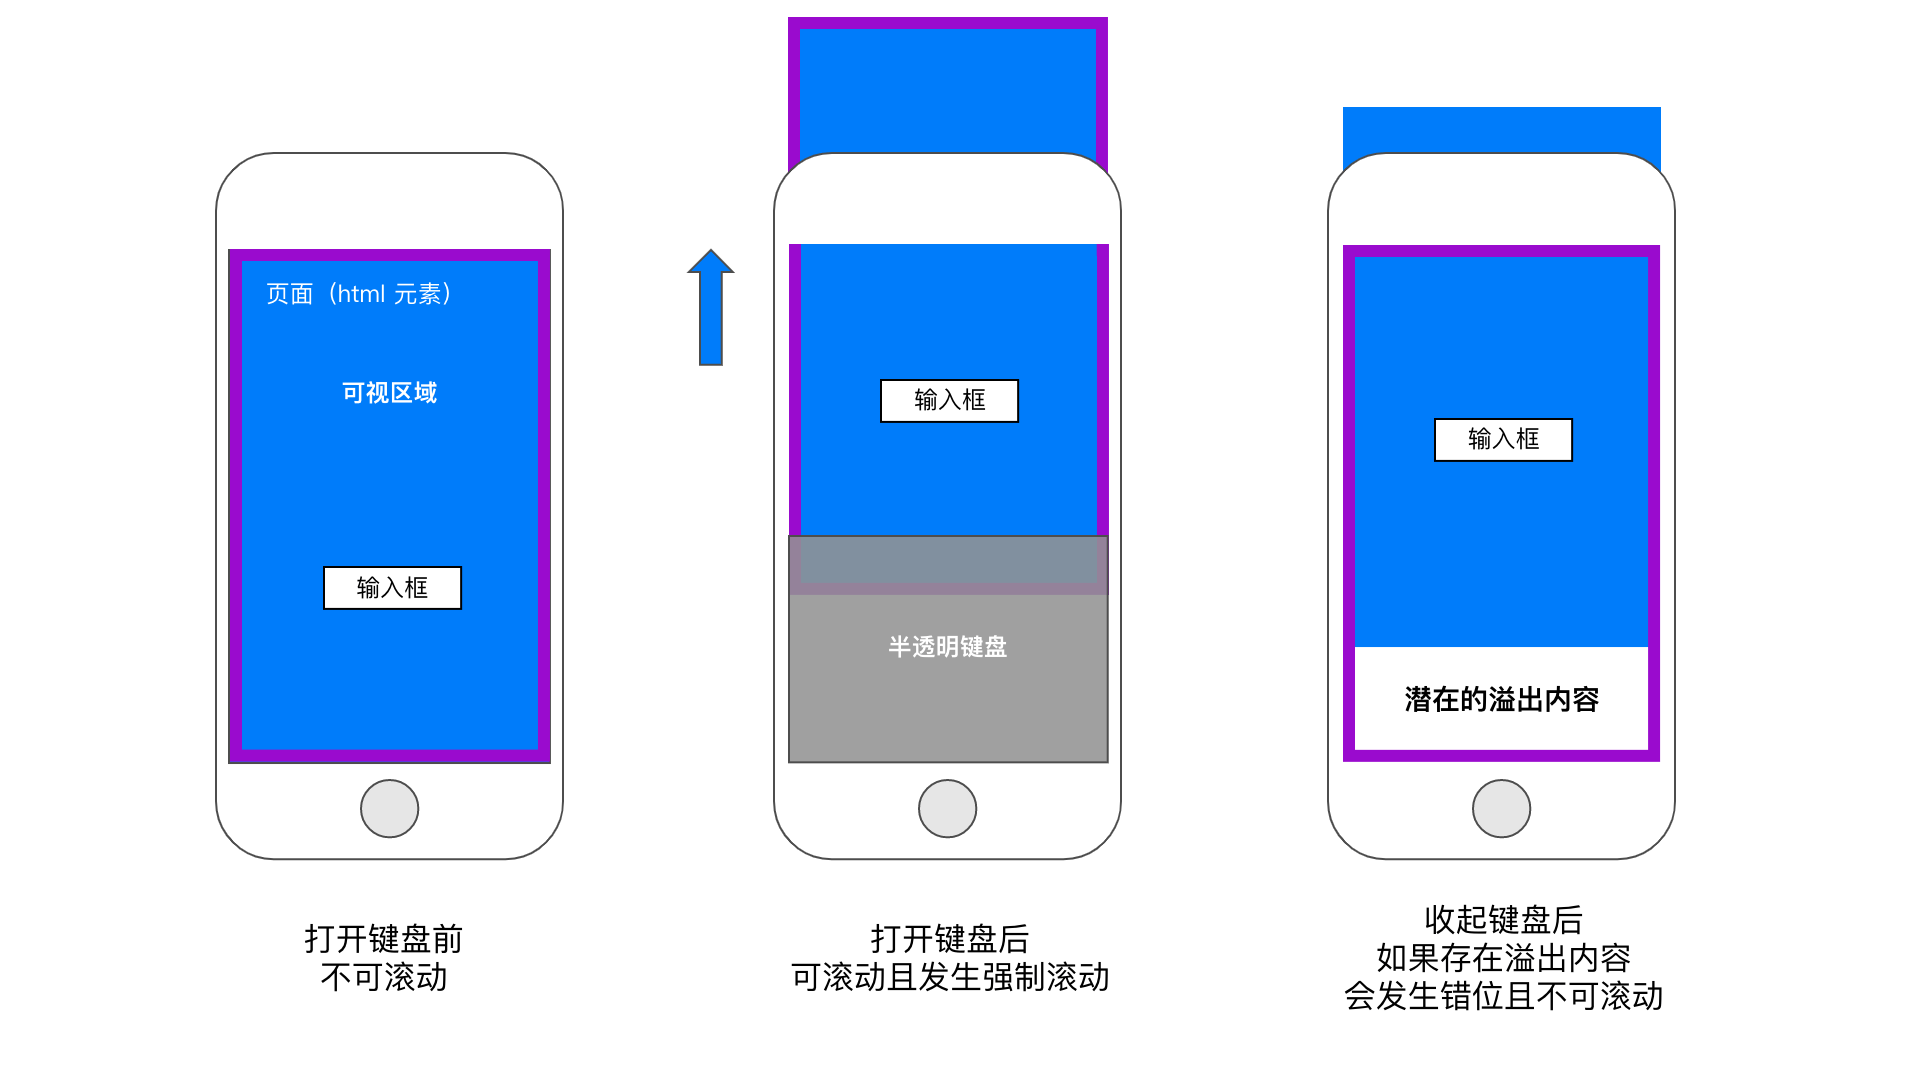 页面（html 元素）
可视区域
输入框
打开键盘前
不可滚动
输入框
半透明键盘
打开键盘后
可滚动且发生强制滚动
输入框
潜在的溢出内容
收起键盘后
如果存在溢出内容
会发生错位且不可滚动